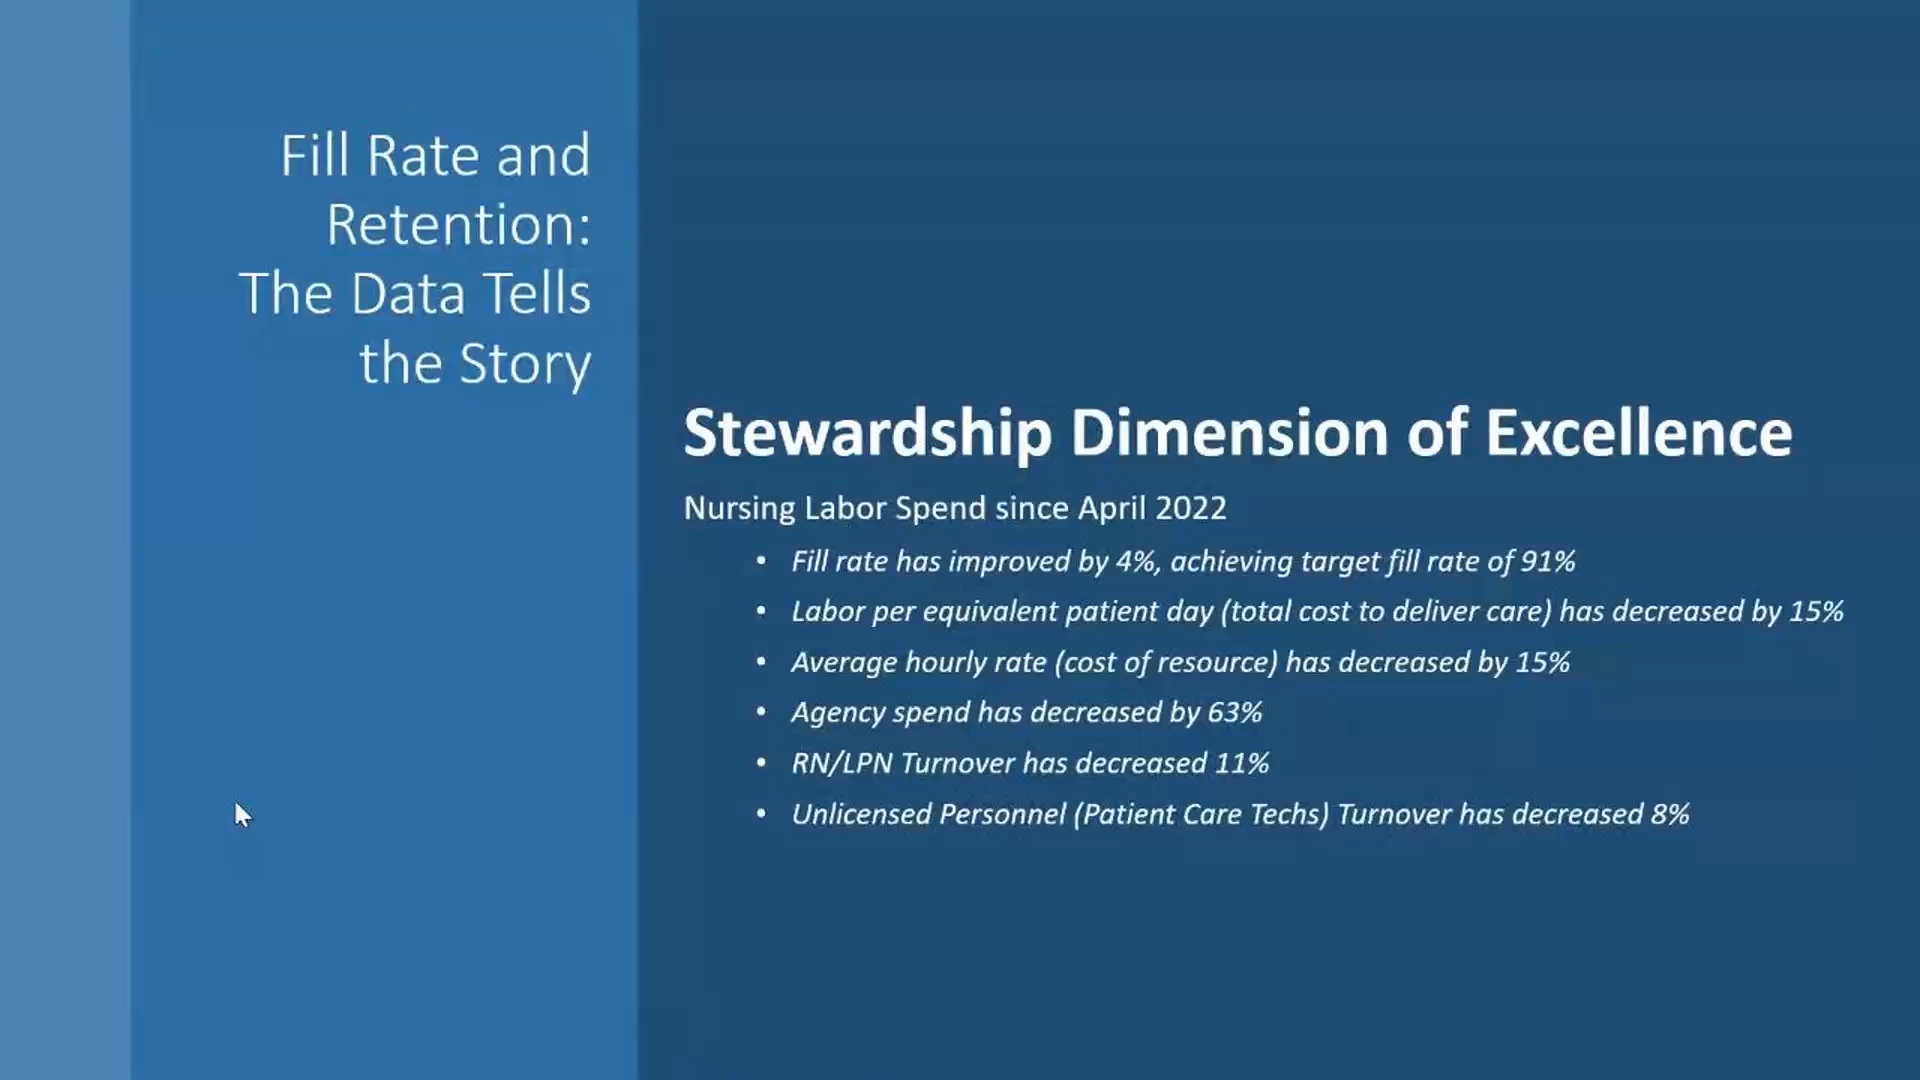 Fill Rate and
Retention:
The Data Tells
the Story
Stewardship Dimension of Excellence
Nursing Labor Spend since April 2022
• Fill rate has improved by 4%, achieving target fill rate of 91%
• Labor per equivalent patient day (total cost to deliver care) has decreased by 15%
• Average hourly rate (cost of resource) has decreased by 15%
• Agency spend has decreased by 63%
• RN/LPN Turnover has decreased 11%
• Unlicensed Personnel (Patient Care Techs) Turnover has decreased 8%